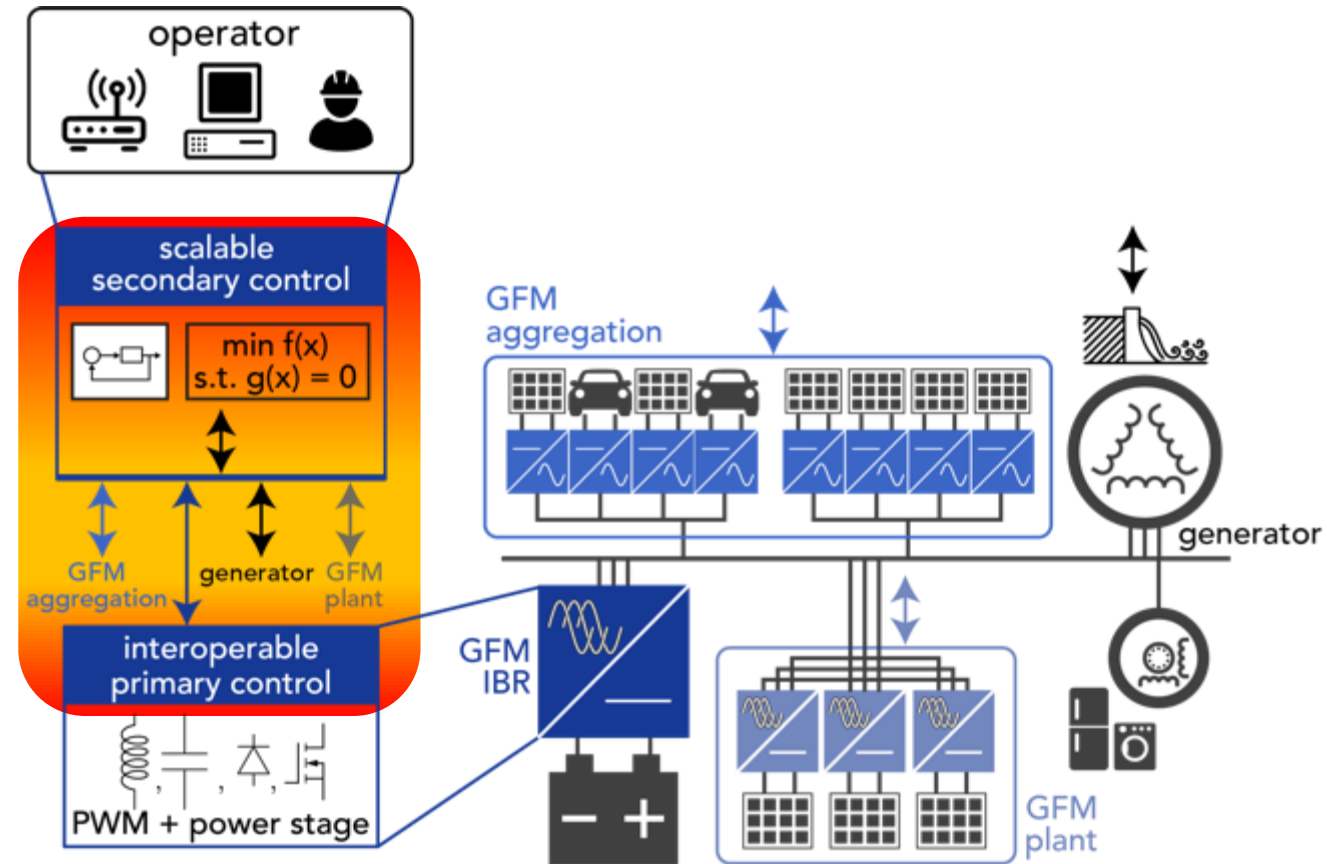 operator
scalable
secondary control
min f(x)
s.t. g(x) = 0
GFM
aggregation
generator
GFM
plant
interoperable
primary control
, , ,
PWM + power stage
GFM
aggregation
generator
GFM
IBR
GFM
plant